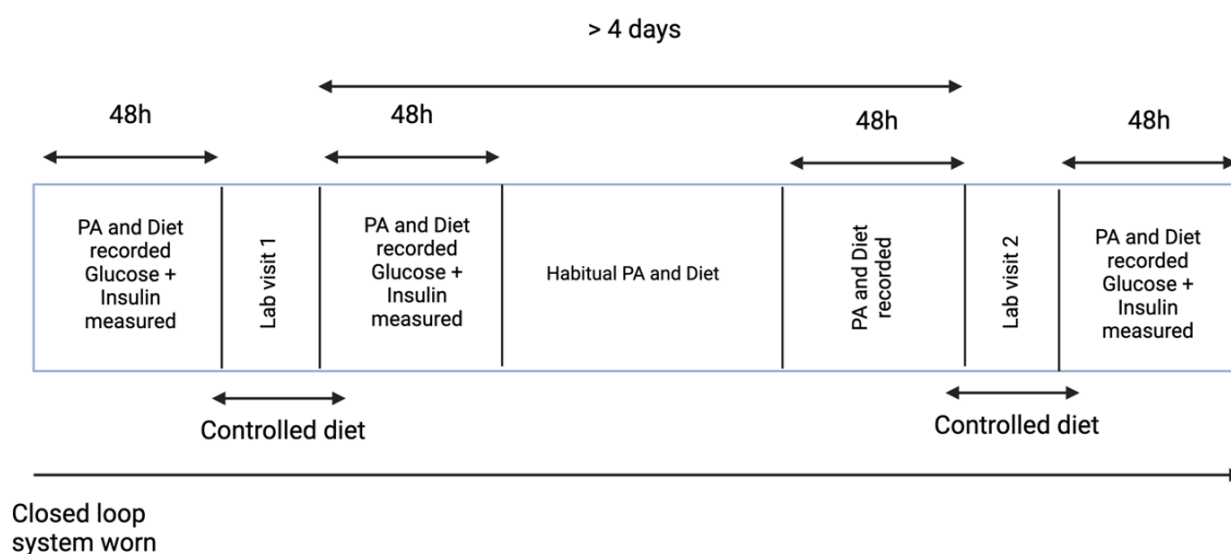 > 4 days
48h
48h
48h
48h
PA and Diet
recorded
Glucose +
Insulin
measured
Lab visit 1
PA and Diet
recorded
Glucose +
Insulin
measured
Habitual PA and Diet
PA and Diet
recorded
Lab visit 2
PA and Diet
recorded
Glucose +
Insulin
measured
Controlled diet
Controlled diet
Closed loop
system worn